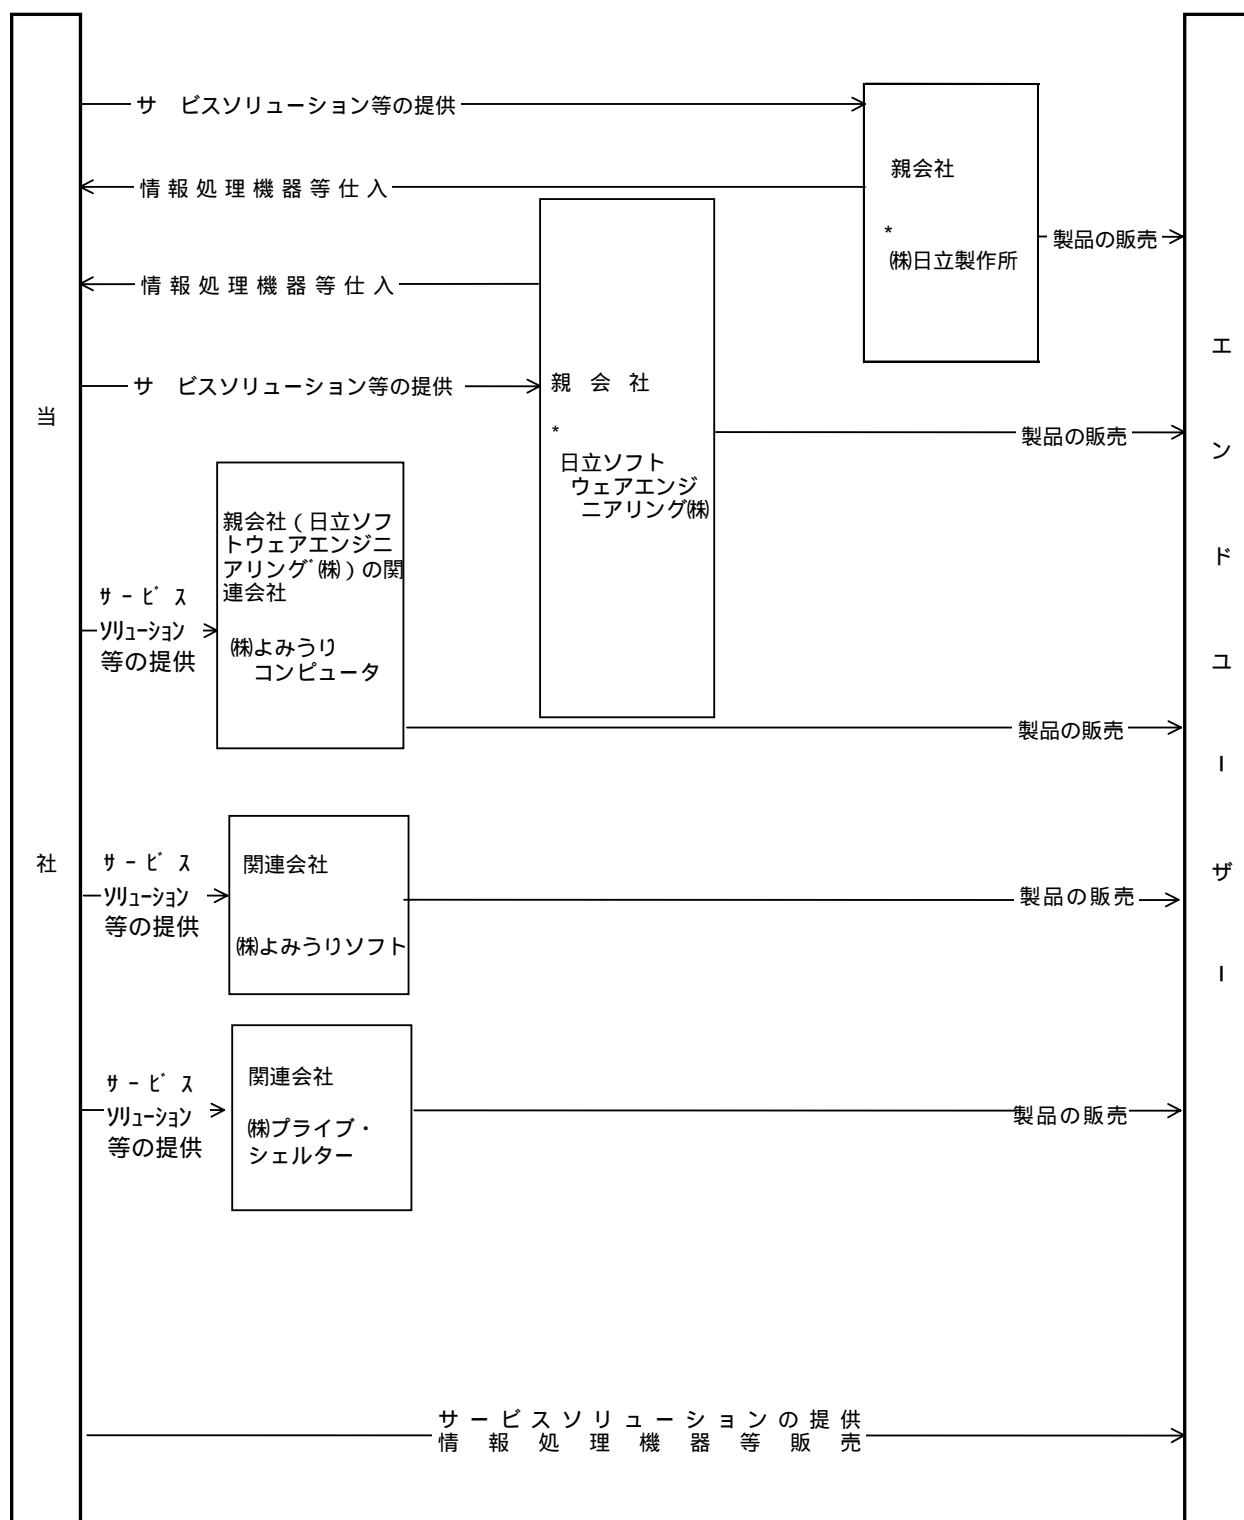 サ　ビスソリューション等の提供
親会社
情報処理機器等仕入
*
㈱日立製作所
製品の販売
情報処理機器等仕入
サ　ビスソリューション等の提供
親 会 社
*
日立ソフト
ウェアエンジ
ニアリング㈱
製品の販売
当
社
エンドユーザー
親会社(日立ソフ
トウェアエンジニ
アリング゛㈱)の関
連会社
㈱よみうり
コンピュータ
サービス
ソリューション
等の提供
製品の販売
サービス
ソリューション
等の提供
関連会社
㈱よみうりソフト
製品の販売
サービス
ソリューション
等の提供
関連会社
㈱プライブ・
シェルター
製品の販売
サービスソリューションの提供
情報処理機器等販売